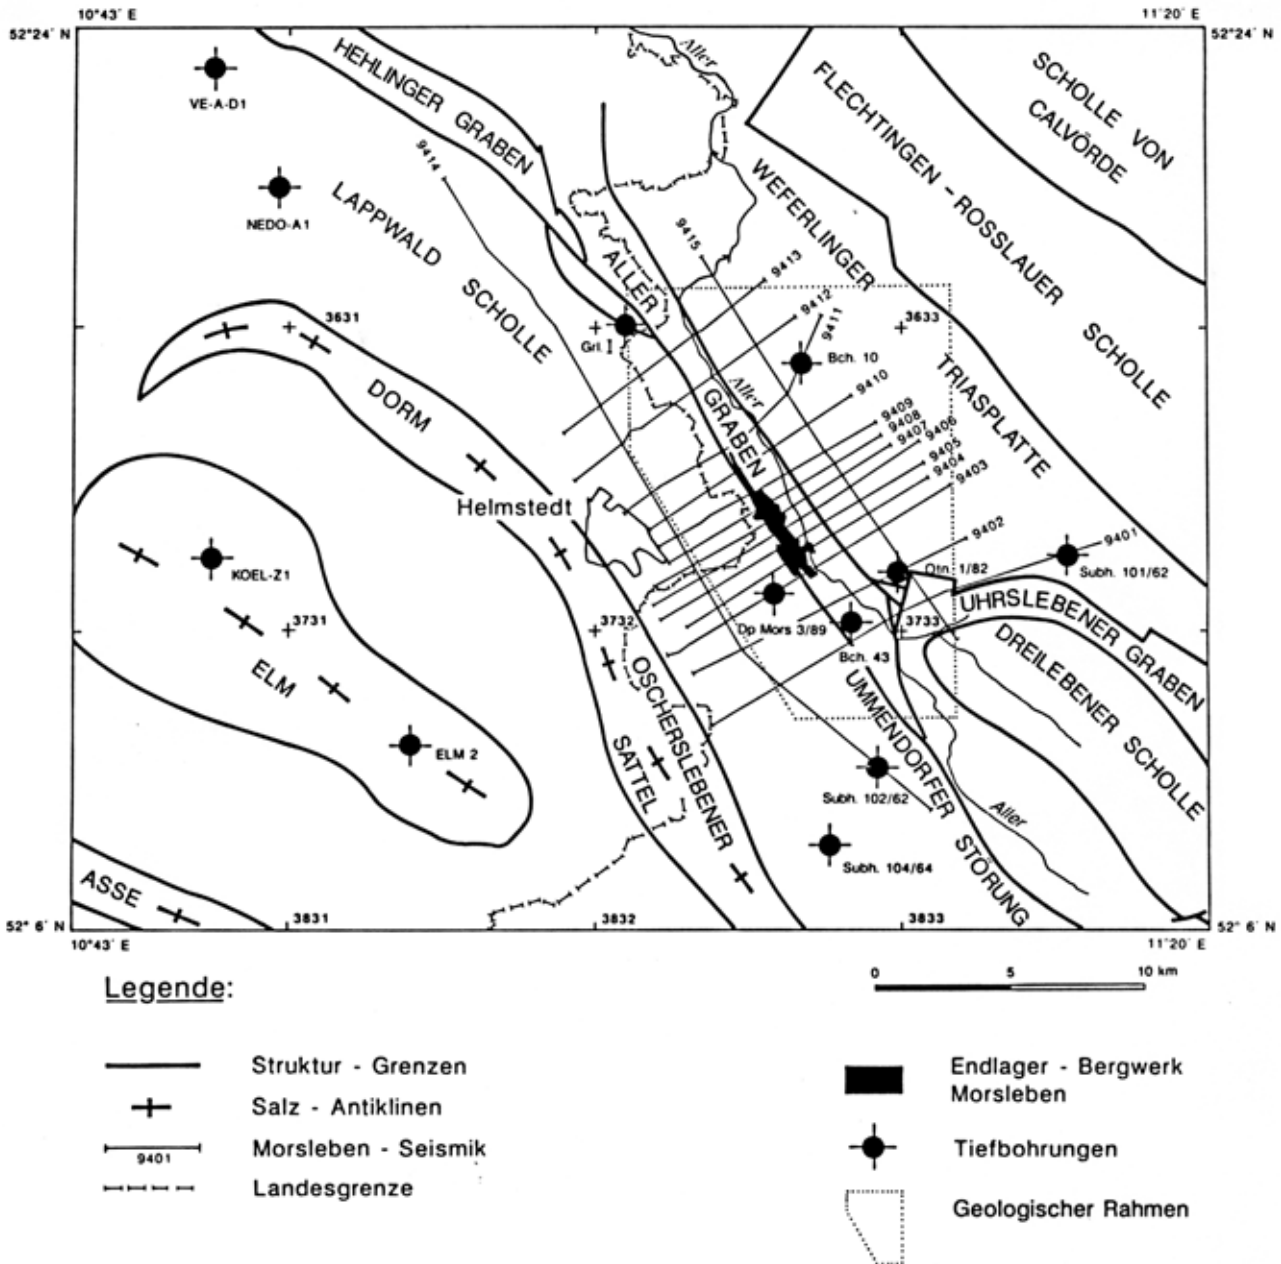 10°43' E
11°20' E
52°24' N
52°24' N
VE-A-D1
NEDO-A1
HEHLINGER GRABEN
Aller
FLECHTINGEN - ROSSLAUER SCHOLLE
SCHOLLE VON
CALVÖRDE
9414
LAPPWALD SCHOLLE
WEFERLINGER TRIASPLATTE
ALLER GRABEN
9415
9413
9412
9411
3631
3633
Grl. I
Bch. 10
9410
Aller
DORM
9409
9408
9407
9406
9405
9404
9403
Helmstedt
9402
9401
KOEL-Z1
Otn. 1/82
Subh. 101/62
UHRSLEBENER GRABEN
3731
3732
3733
Dp Mors 3/89
Bch. 43
DREILEBENER SCHOLLE
ELM
OSCHERSLEBENER
SATTEL
UMMENDORFER STÖRUNG
ELM 2
Subh. 102/62
Aller
Subh. 104/64
ASSE
3831
3832
3833
52° 6' N
52° 6' N
10°43' E
11°20' E
0 5 10 km
Legende:
Struktur - Grenzen
Salz - Antiklinen
9401
Morsleben - Seismik
Landesgrenze
Endlager - Bergwerk
Morsleben
Tiefbohrungen
Geologischer Rahmen